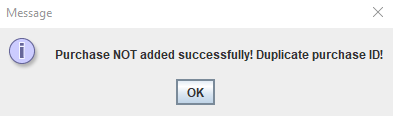 Message
Purchase NOT added successfully! Duplicate purchase ID!
OK